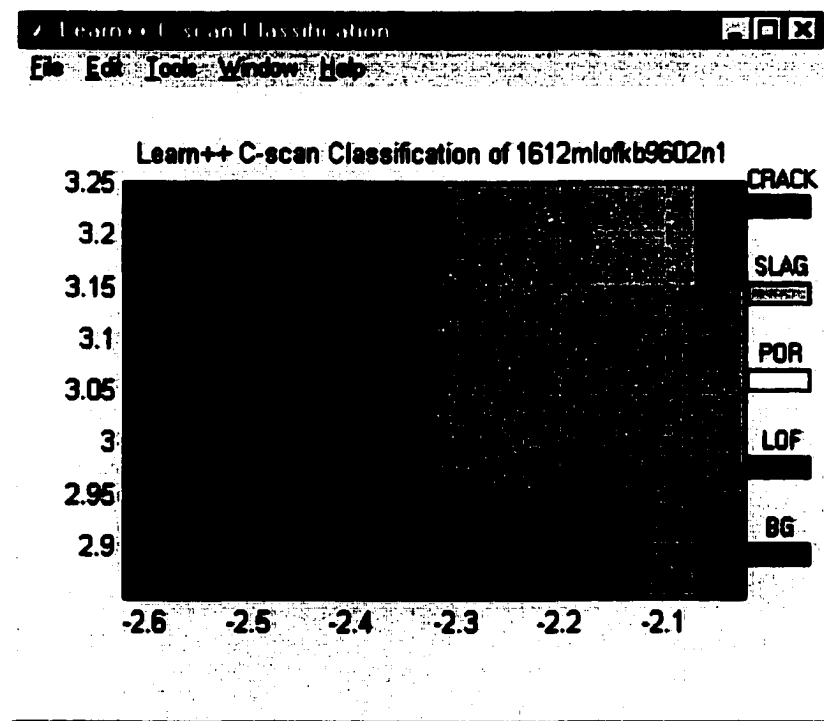 Learn++ C-scan Classification
File Edit Tools Window Help
Learn++ C-scan Classification of 1612mlofkb9602n1
3.25
3.2
3.15
3.1
3.05
3
2.95
2.9
-2.6 -2.5 -2.4 -2.3 -2.2 -2.1
CRACK
SLAG
POR
LOF
BG